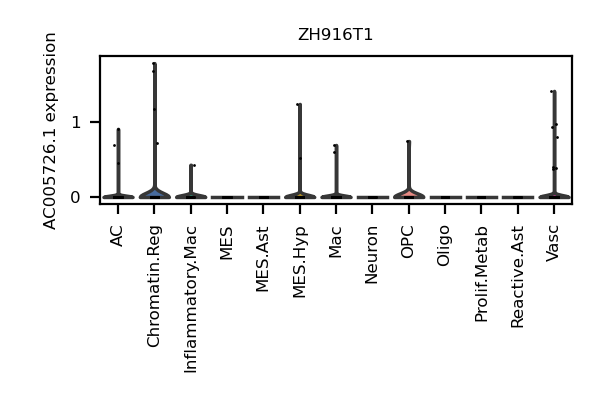 ZH916T1
AC005726.1 expression
1
0
AC
Chromatin.Reg
Inflammatory.Mac
MES
MES.Ast
MES.Hyp
Mac
Neuron
OPC
Oligo
Prolif.Metab
Reactive.Ast
Vasc